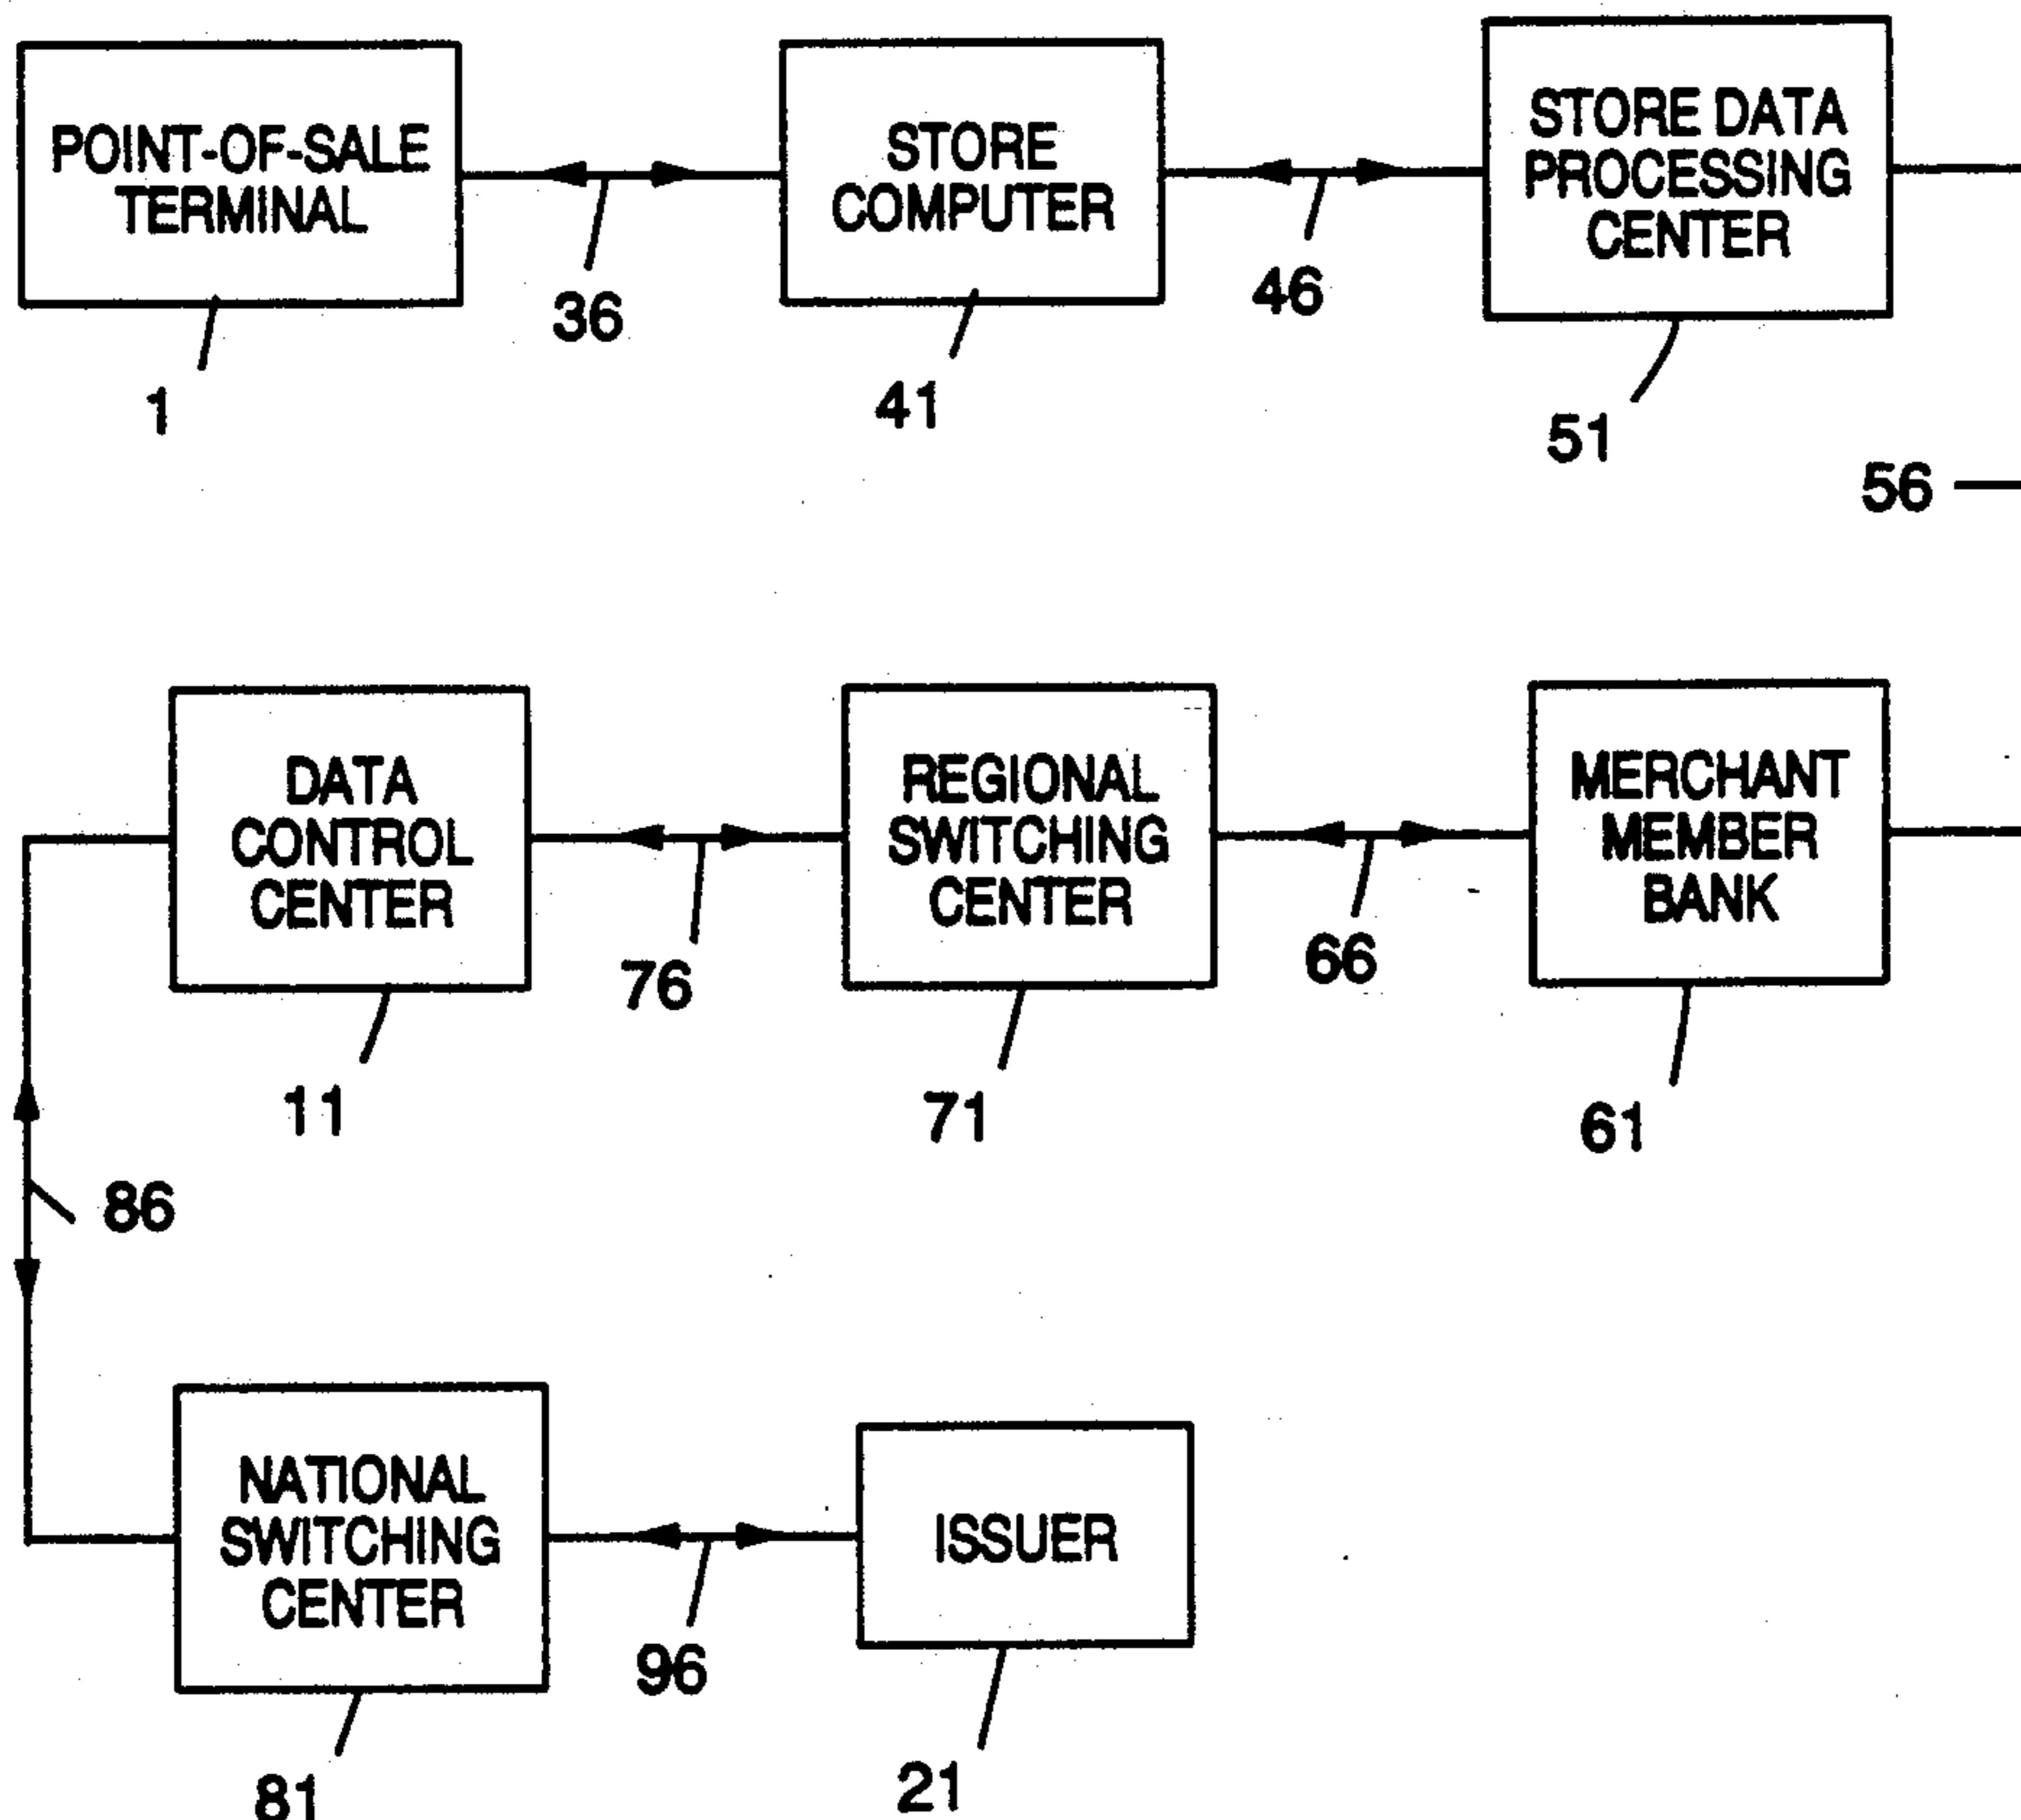 POINT-OF-SALE
TERMINAL
1
36
STORE
COMPUTER
41
46
STORE DATA
PROCESSING
CENTER
51
56
DATA
CONTROL
CENTER
11
76
REGIONAL
SWITCHING
CENTER
71
66
MERCHANT
MEMBER
BANK
61
86
NATIONAL
SWITCHING
CENTER
81
96
ISSUER
21